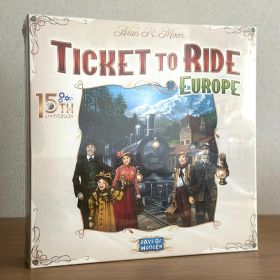 Alan R. Moon
TICKET TO RIDE
EUROPE
15TH
ANNIVERSARY
DAYS OF
WONDER